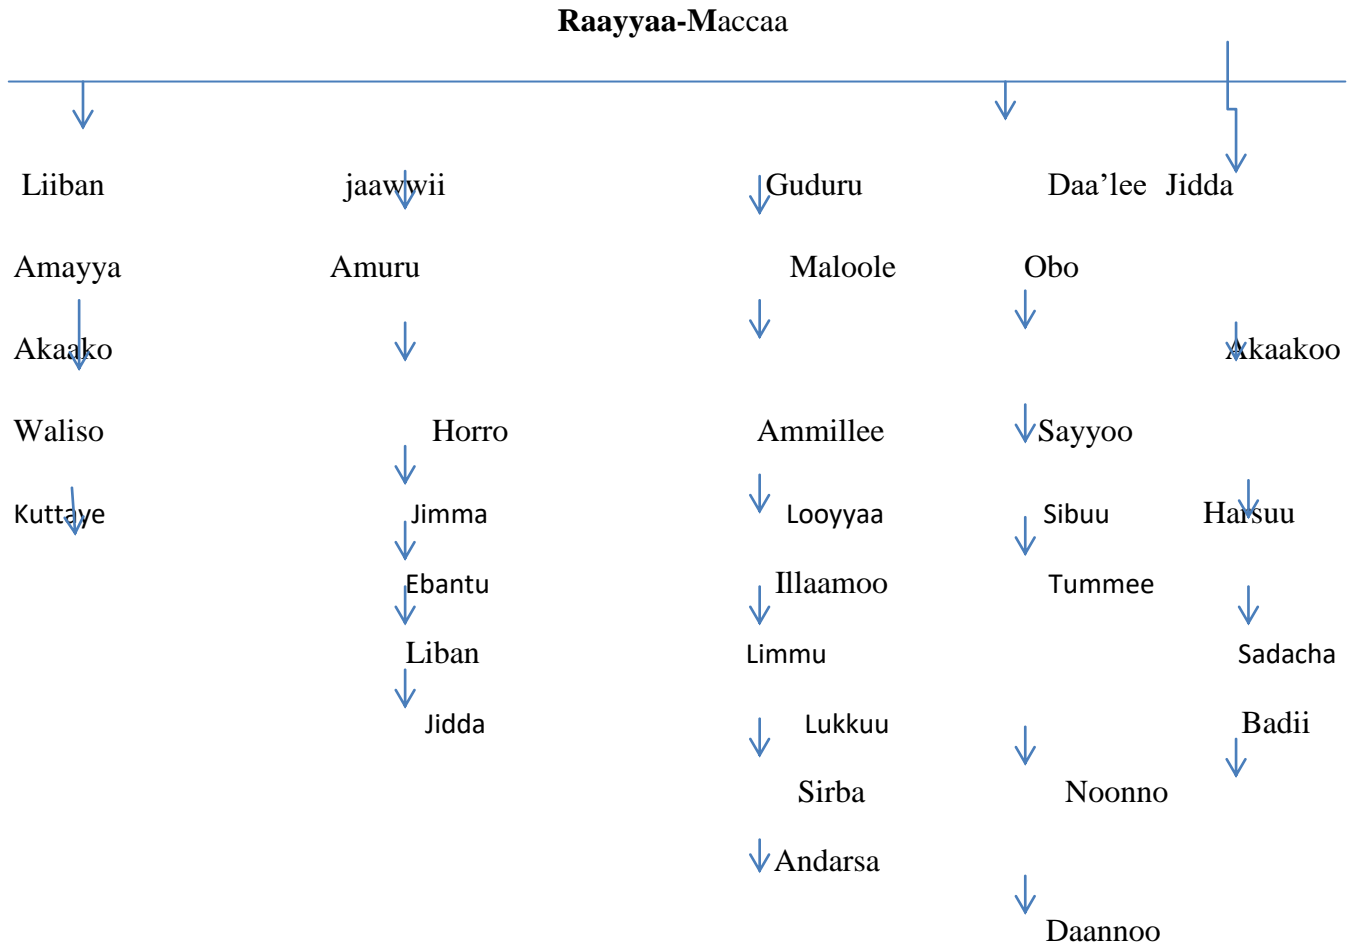 Raayyaa-Maccaa
Liiban jaawwii Guduru Daa’lee Jidda
Amayya Amuru Maloole Obo
Akaako Akaakoo
Waliso Horro Ammillee Sayyoo
Kuttaye Jimma Looyyaa Sibuu Harsuu
Ebantu Illaamoo Tummee
Liban Limmu Sadacha
Jidda Lukkuu Badii
Sirba Noonno
Andarsa
Daannoo